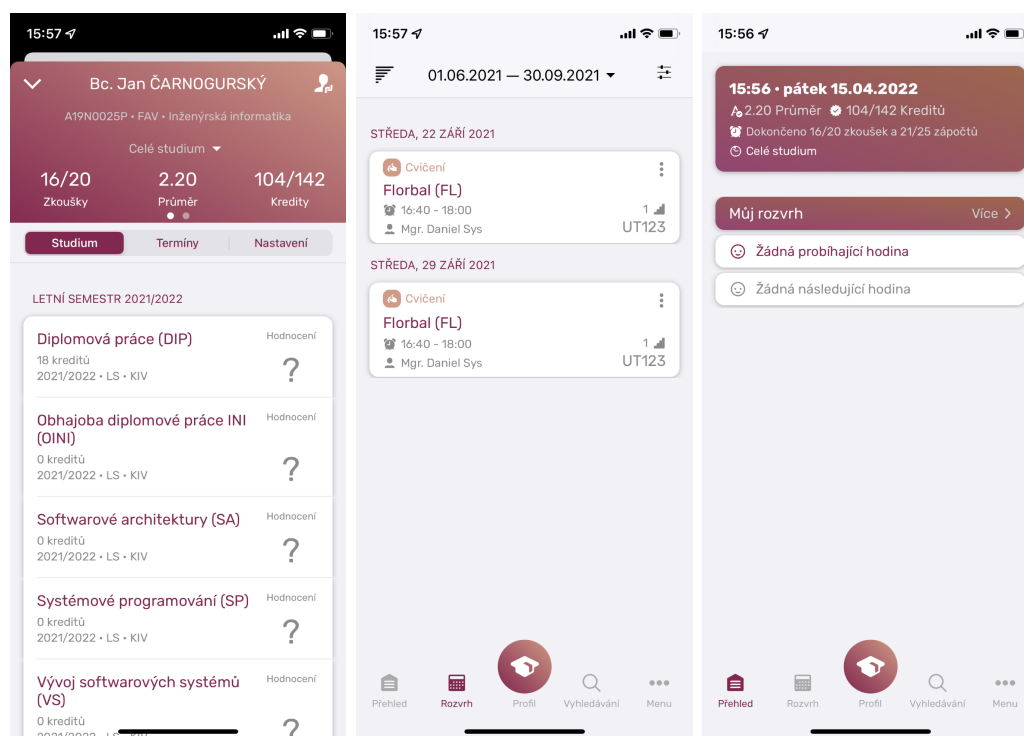 15:57
Bc. Jan ČARNOGURSKÝ
A19N0025P • FAV • Inženýrská informatika
Celé studium
16/20 2.20 104/142
Zkoušky Průměr Kredity
Studium Termíny Nastavení
LETNÍ SEMESTR 2021/2022
Diplomová práce (DIP) Hodnocení
18 kreditů
2021/2022 • LS • KIV
?
Obhajoba diplomové práce INI Hodnocení
(OINI)
0 kreditů
2021/2022 • LS • KIV
?
Softwarové architektury (SA) Hodnocení
0 kreditů
2021/2022 • LS • KIV
?
Systémové programování (SP) Hodnocení
0 kreditů
2021/2022 • LS • KIV
?
Vývoj softwarových systémů Hodnocení
(VS)
0 kreditů
2021/2022 • LS • KIV
?
15:57
01.06.2021 — 30.09.2021
STŘEDA, 22 ZÁŘÍ 2021
Cvičení
Florbal (FL)
16:40 - 18:00 1
Mgr. Daniel Sys UT123
STŘEDA, 29 ZÁŘÍ 2021
Cvičení
Florbal (FL)
16:40 - 18:00 1
Mgr. Daniel Sys UT123
Přehled Rozvrh Profil Vyhledávání Menu
15:56
15:56 • pátek 15.04.2022
2.20 Průměr 104/142 Kreditů
Dokončeno 16/20 zkoušek a 21/25 zápočtů
Celé studium
Můj rozvrh Více >
Žádná probíhající hodina
Žádná následující hodina
Přehled Rozvrh Profil Vyhledávání Menu